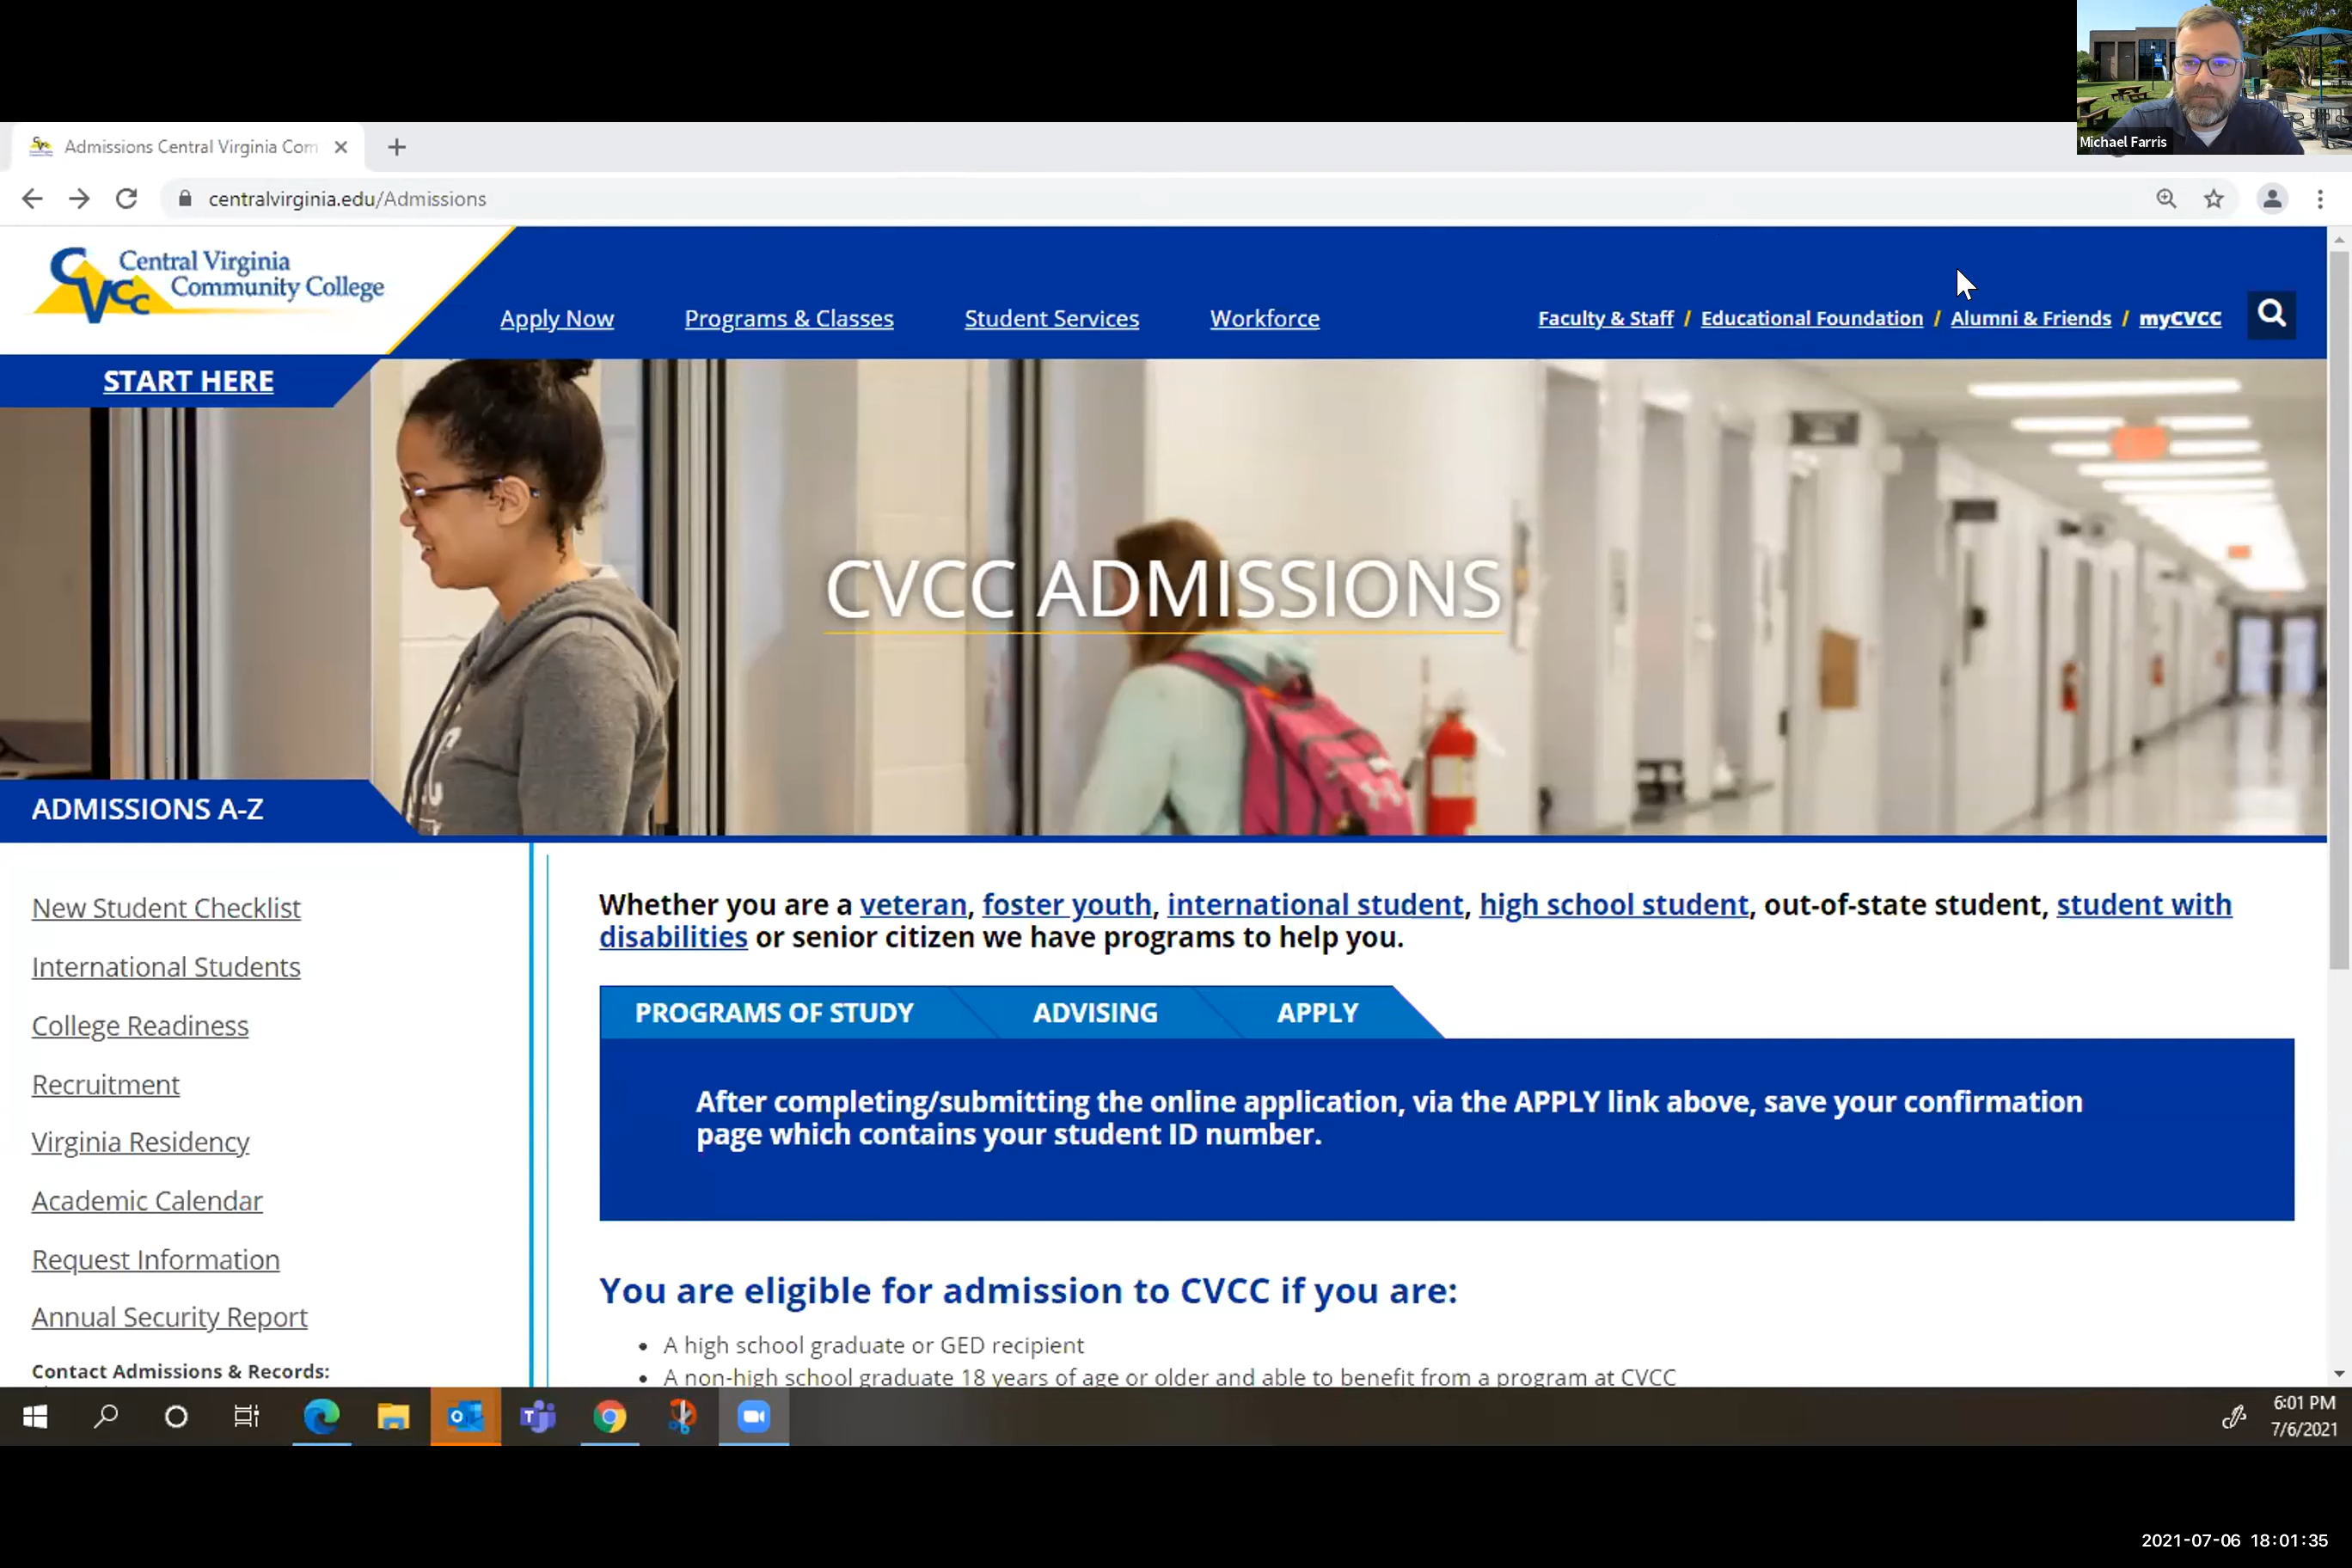 Michael Farris
Admissions Central Virginia Com
centralvirginia.edu/Admissions
CVCC
Central Virginia
Community College
Apply Now
Programs & Classes
Student Services
Workforce
Faculty & Staff / Educational Foundation / Alumni & Friends / myCVCC
START HERE
CVCC ADMISSIONS
ADMISSIONS A-Z
New Student Checklist
International Students
College Readiness
Recruitment
Virginia Residency
Academic Calendar
Request Information
Annual Security Report
Contact Admissions & Records:
Whether you are a veteran, foster youth, international student, high school student, out-of-state student, student with
disabilities or senior citizen we have programs to help you.
PROGRAMS OF STUDY
ADVISING
APPLY
After completing/submitting the online application, via the APPLY link above, save your confirmation
page which contains your student ID number.
You are eligible for admission to CVCC if you are:
• A high school graduate or GED recipient
• A non-high school graduate 18 years of age or older and able to benefit from a program at CVCC
6:01 PM
7/6/2021
2021-07-06 18:01:35